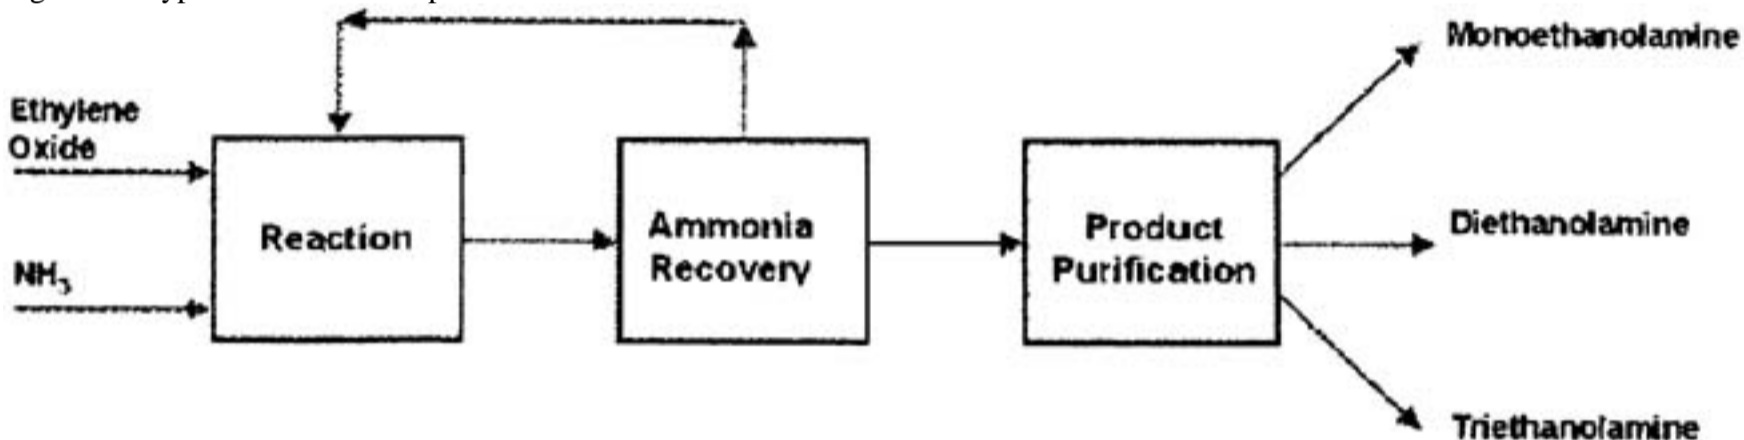 Monoethanolamine
Ethylene
Oxide
Reaction
Ammonia
Recovery
Product
Purification
Diethanolamine
NH3
Triethanolamine